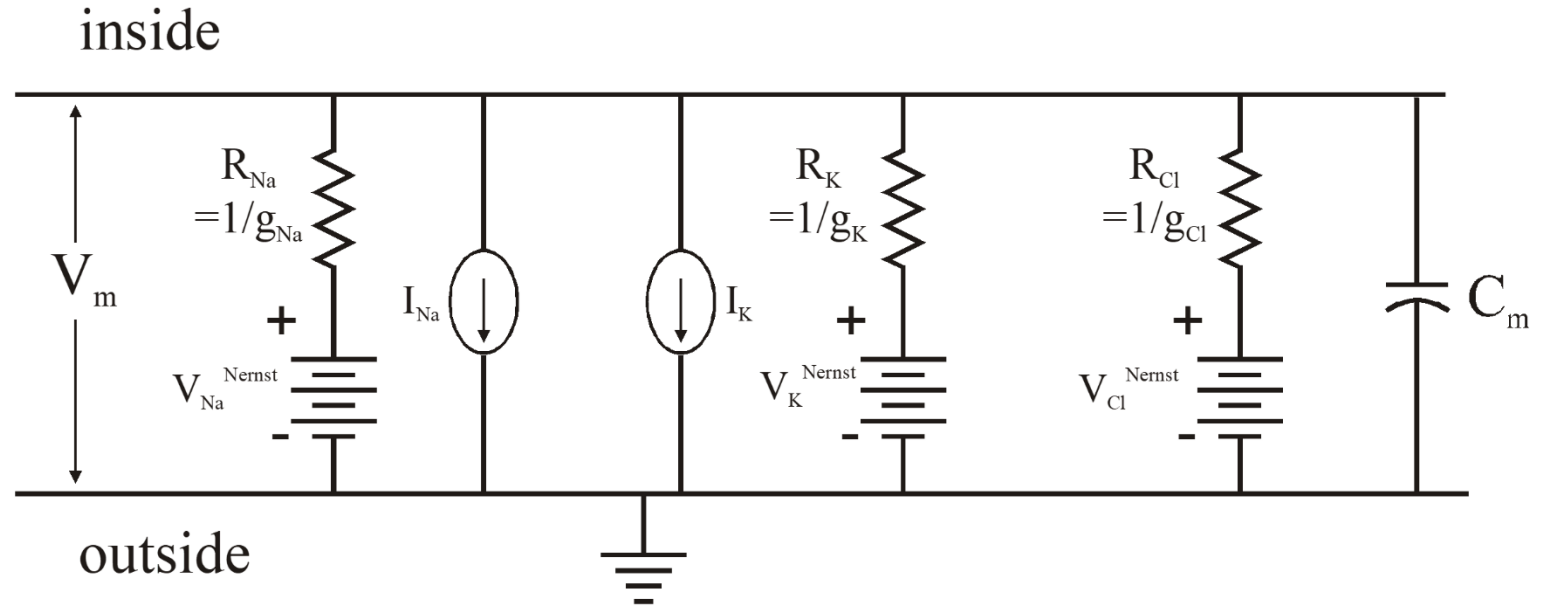 inside
R_Na
=1/g_Na
R_K
=1/g_K
R_Cl
=1/g_Cl
V_m
I_Na
I_K
C_m
+
+
+
V_Na^Nernst
V_K^Nernst
V_Cl^Nernst
-
-
-
outside